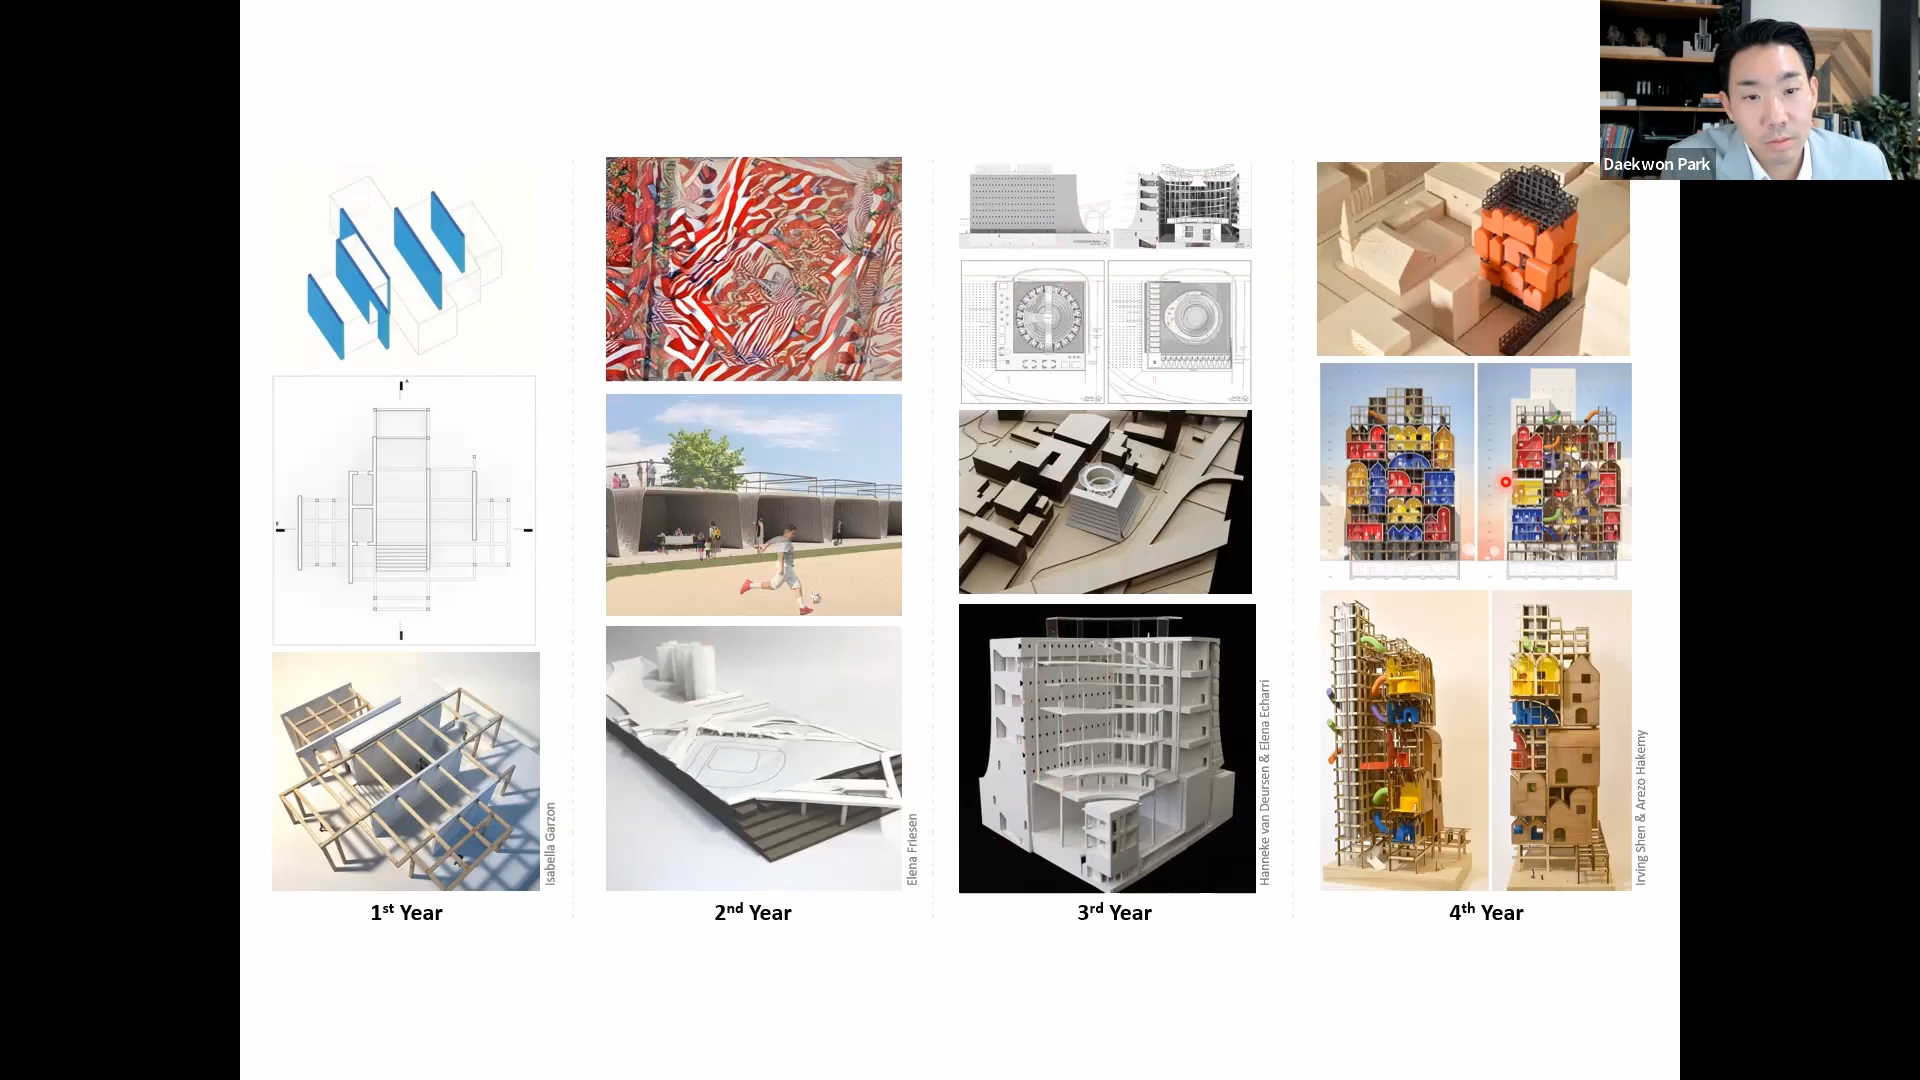 Daekwon Park
A
B
Isabella Garzon
Elena Friesen
Hanneke van Deursen & Elena Echarri
Irving Shen & Arezo Hakemy
1st Year
2nd Year
3rd Year
4th Year